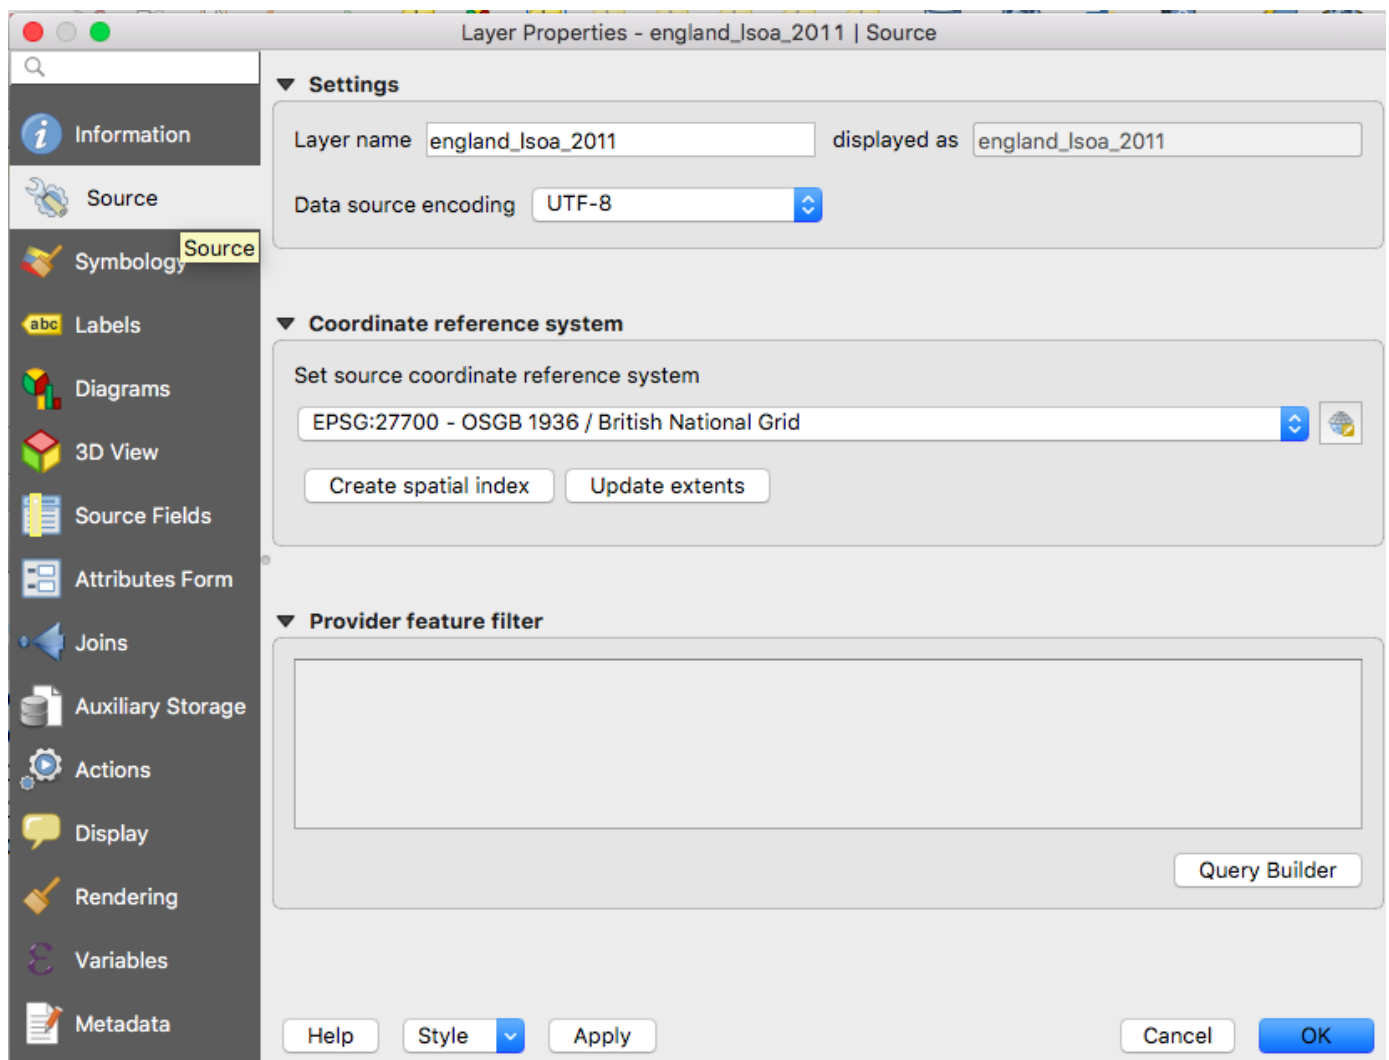 Layer Properties - england_lsoa_2011 | Source
Information
Source
Source
Symbology
abc Labels
Diagrams
3D View
Source Fields
Attributes Form
Joins
Auxiliary Storage
Actions
Display
Rendering
Variables
Metadata
Settings
Layer name england_lsoa_2011 displayed as england_lsoa_2011
Data source encoding UTF-8
Coordinate reference system
Set source coordinate reference system
EPSG:27700 - OSGB 1936 / British National Grid
Create spatial index Update extents
Provider feature filter
Query Builder
Help Style Apply Cancel OK